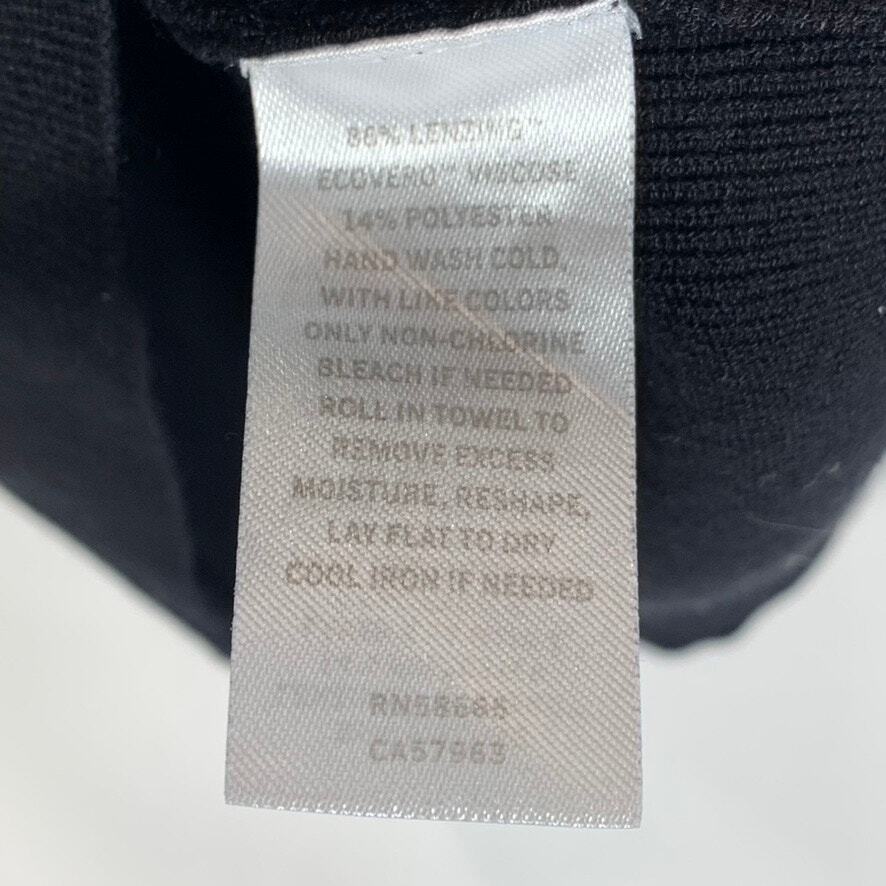 86% LENZING™
ECOVERO™ VISCOSE
14% POLYESTER
HAND WASH COLD,
WITH LIKE COLORS
ONLY NON-CHLORINE
BLEACH IF NEEDED
ROLL IN TOWEL TO
REMOVE EXCESS
MOISTURE, RESHAPE,
LAY FLAT TO DRY
COOL IRON IF NEEDED
CA57963